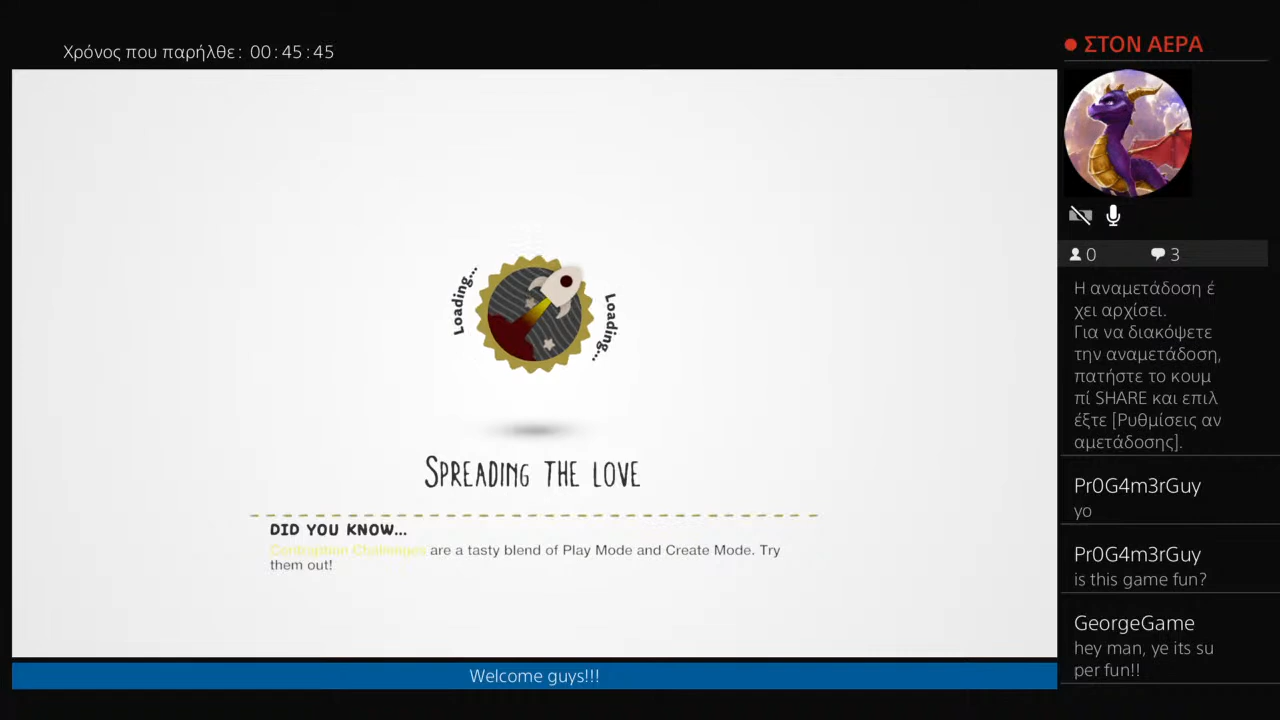 Χρόνος που παρήλθε: 00:45:45
ΣΤΟΝ ΑΕΡΑ
0
3
Loading...
Loading...
SPREADING THE LOVE
DID YOU KNOW...
Contraption Challenges are a tasty blend of Play Mode and Create Mode. Try
them out!
Welcome guys!!!
Η αναμετάδοση έ
χει αρχίσει.
Για να διακόψετε
την αναμετάδοση,
πατήστε το κουμ
πί SHARE και επιλ
έξτε [Ρυθμίσεις αν
αμετάδοσης].
Pr0G4m3rGuy
yo
Pr0G4m3rGuy
is this game fun?
GeorgeGame
hey man, ye its su
per fun!!